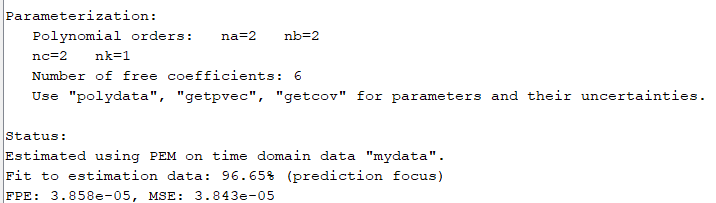 Parameterization:
Polynomial orders: na=2 nb=2
nc=2 nk=1
Number of free coefficients: 6
Use "polydata", "getpvec", "getcov" for parameters and their uncertainties.
Status:
Estimated using PEM on time domain data "mydata".
Fit to estimation data: 96.65% (prediction focus)
FPE: 3.858e-05, MSE: 3.843e-05